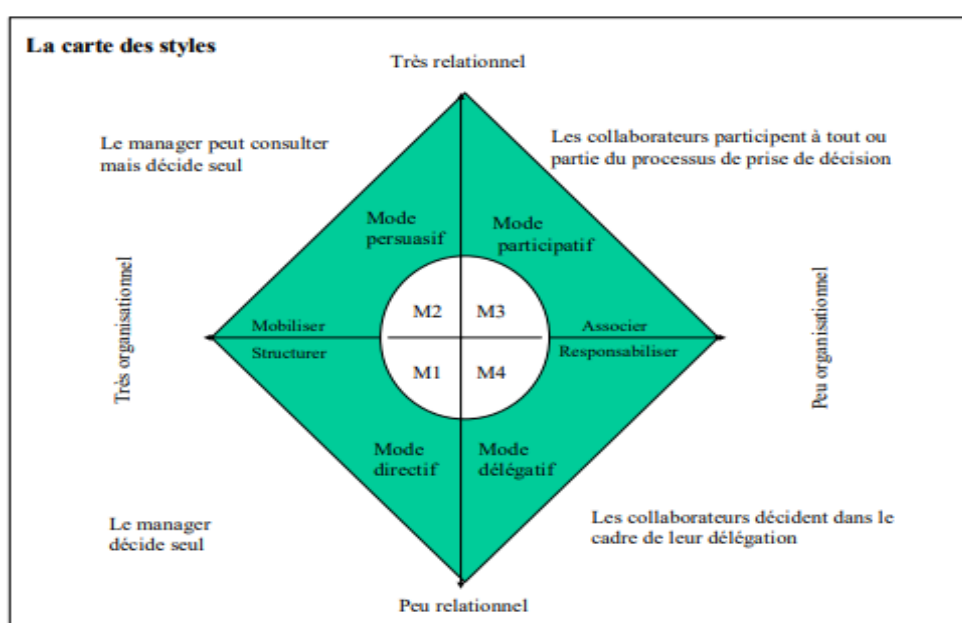 La carte des styles
Très relationnel
Le manager peut consulter
mais décide seul
Les collaborateurs participent à tout ou
partie du processus de prise de décision
Mode
persuasif
Mode
participatif
Très organisationnel
Peu organisationnel
M2
M3
Mobiliser
Associer
Structurer
Responsabiliser
M1
M4
Mode
directif
Mode
délégatif
Le manager
décide seul
Les collaborateurs décident dans le
cadre de leur délégation
Peu relationnel